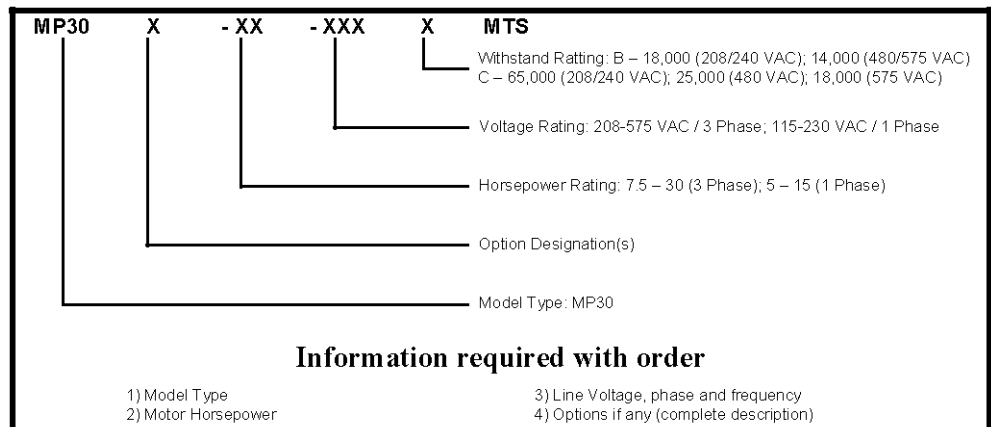 MP30 X - XX - XXX X MTS
Withstand Ratting: B – 18,000 (208/240 VAC); 14,000 (480/575 VAC)
C – 65,000 (208/240 VAC); 25,000 (480 VAC); 18,000 (575 VAC)
Voltage Rating: 208-575 VAC / 3 Phase; 115-230 VAC / 1 Phase
Horsepower Rating: 7.5 – 30 (3 Phase); 5 – 15 (1 Phase)
Option Designation(s)
Model Type: MP30
Information required with order
1) Model Type
2) Motor Horsepower
3) Line Voltage, phase and frequency
4) Options if any (complete description)